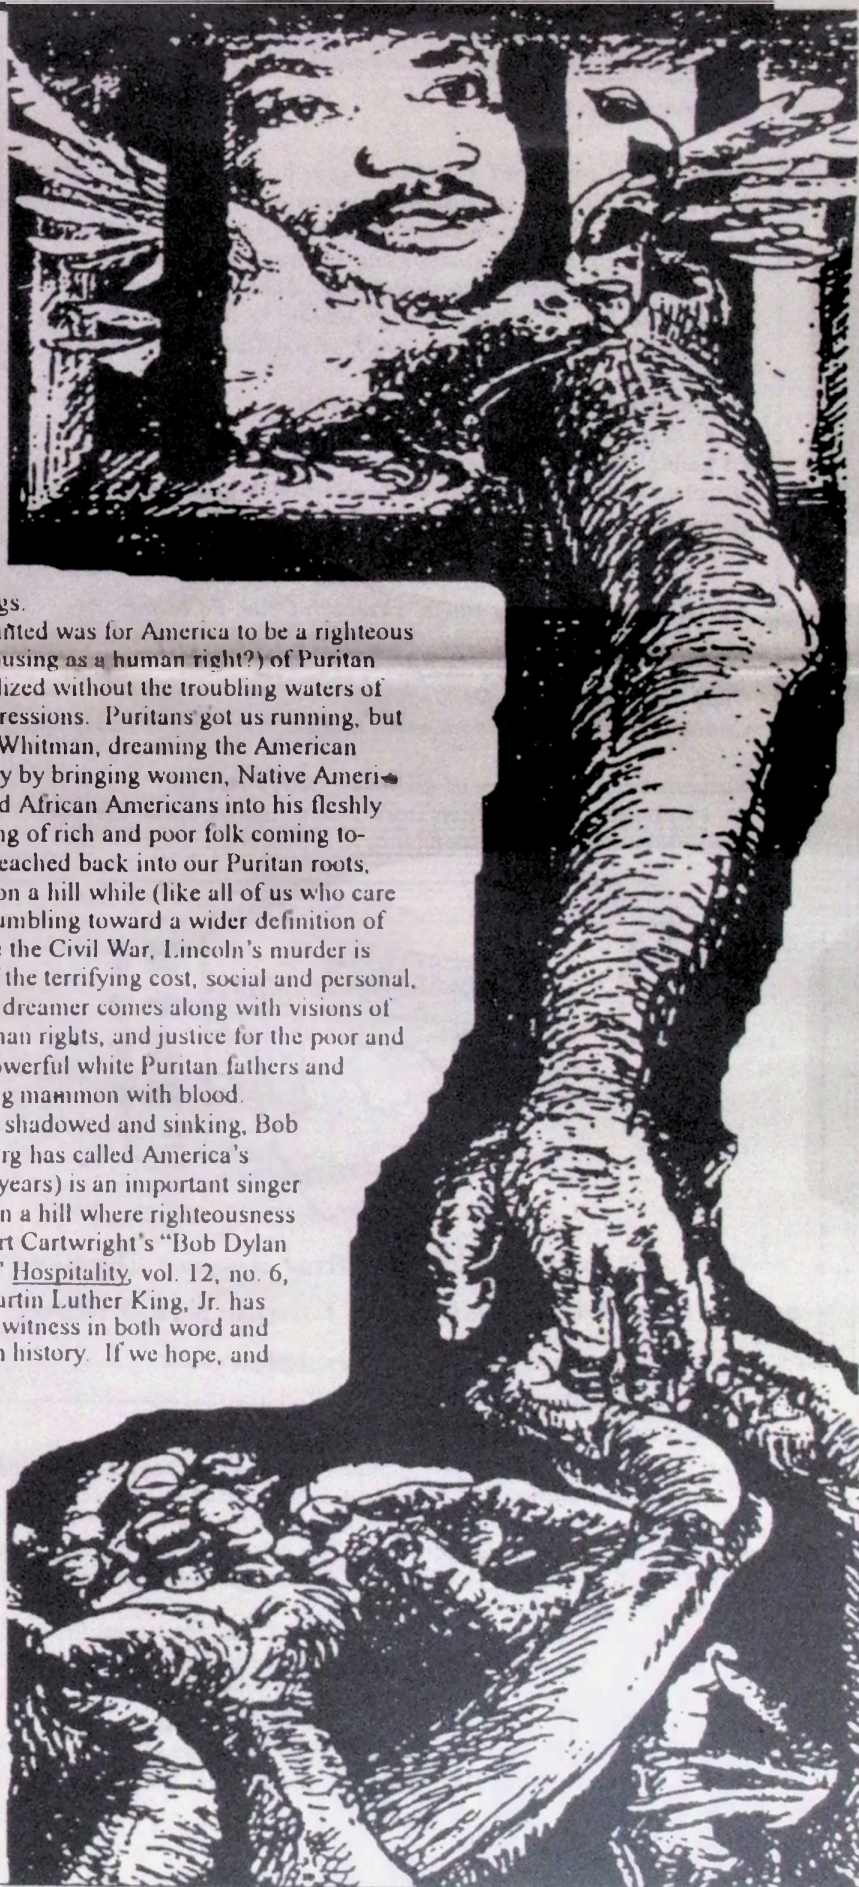 gs.
anted was for America to be a righteous
using as a human right?) of Puritan
lized without the troubling waters of
ressions. Puritans got us running, but
Whitman, dreaming the American
y by bringing women, Native Ameri-
d African Americans into his fleshly
ng of rich and poor folk coming to-
eached back into our Puritan roots,
on a hill while (like all of us who care
umbling toward a wider definition of
e the Civil War, Lincoln's murder is
f the terrifying cost, social and personal,
dreamer comes along with visions of
man rights, and justice for the poor and
owerful white Puritan fathers and
g mammon with blood.
shadowed and sinking, Bob
rg has called America's
years) is an important singer
n a hill where righteousness
rt Cartwright's "Bob Dylan
" Hospitality, vol. 12, no. 6,
artin Luther King, Jr. has
witness in both word and
n history. If we hope, and